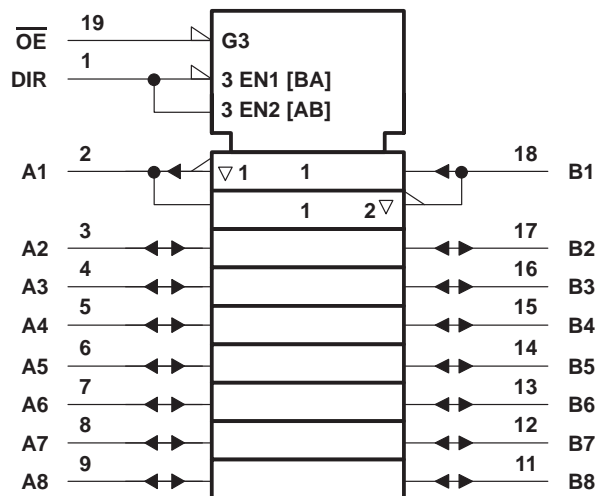 OE 19 G3
DIR 1 3 EN1 [BA]
3 EN2 [AB]
A1 2 ▽ 1 1 18 B1
1 2 ▽
A2 3 17 B2
A3 4 16 B3
A4 5 15 B4
A5 6 14 B5
A6 7 13 B6
A7 8 12 B7
A8 9 11 B8